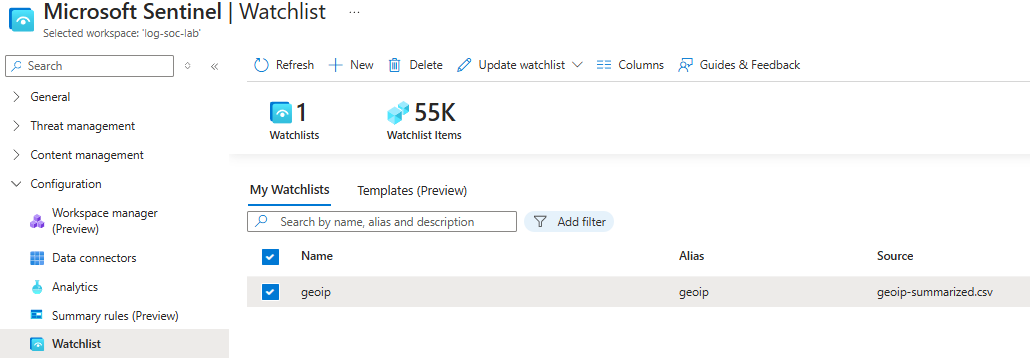 Microsoft Sentinel | Watchlist ...
Selected workspace: 'log-soc-lab'
Search
«
General
Threat management
Content management
Configuration
Workspace manager
(Preview)
Data connectors
Analytics
Summary rules (Preview)
Watchlist
Refresh
New
Delete
Update watchlist
Columns
Guides & Feedback
1
Watchlists
55K
Watchlist Items
My Watchlists
Templates (Preview)
Search by name, alias and description
Add filter
Name Alias Source
geoip geoip geoip-summarized.csv